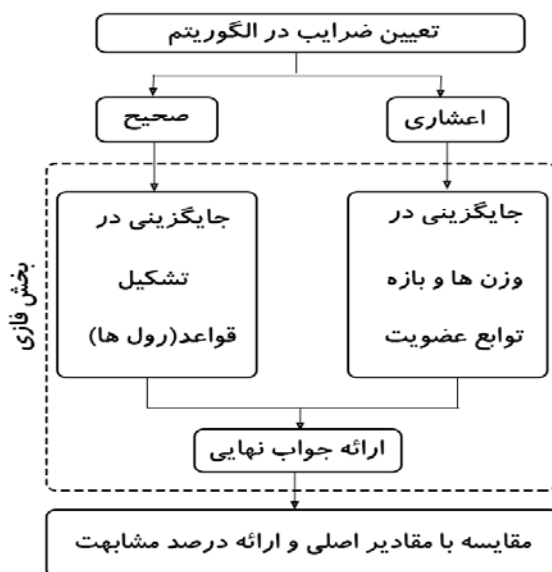 تعیین ضرایب در الگوریتم
اعشاری
صحیح
جایگزینی در
وزن ها و بازه
توابع عضویت
جایگزینی در
تشکیل
قواعد(رول ها)
بخش فازی
ارائه جواب نهایی
مقایسه با مقادیر اصلی و ارائه درصد مشابهت